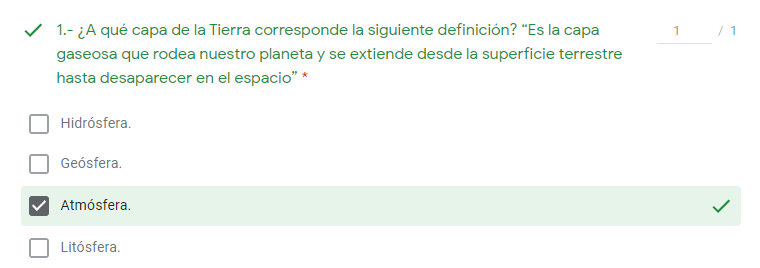 1.- ¿A qué capa de la Tierra corresponde la siguiente definición? “Es la capa
gaseosa que rodea nuestro planeta y se extiende desde la superficie terrestre
hasta desaparecer en el espacio” *
1 / 1
Hidrósfera.
Geósfera.
Atmósfera.
Litósfera.